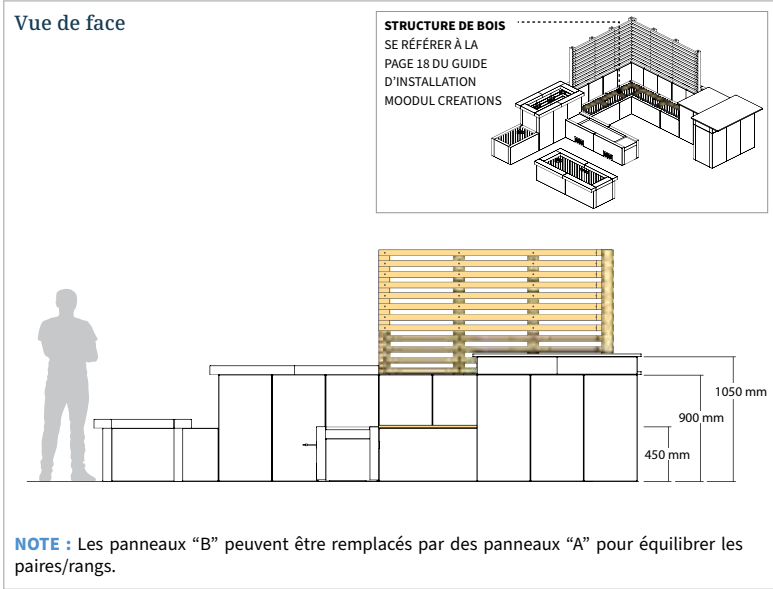 Vue de face
STRUCTURE DE BOIS
SE RÉFÉRER À LA
PAGE 18 DU GUIDE
D’INSTALLATION
MOODUL CREATIONS
1050 mm
900 mm
450 mm
NOTE : Les panneaux “B” peuvent être remplacés par des panneaux “A” pour équilibrer les
paires/rangs.